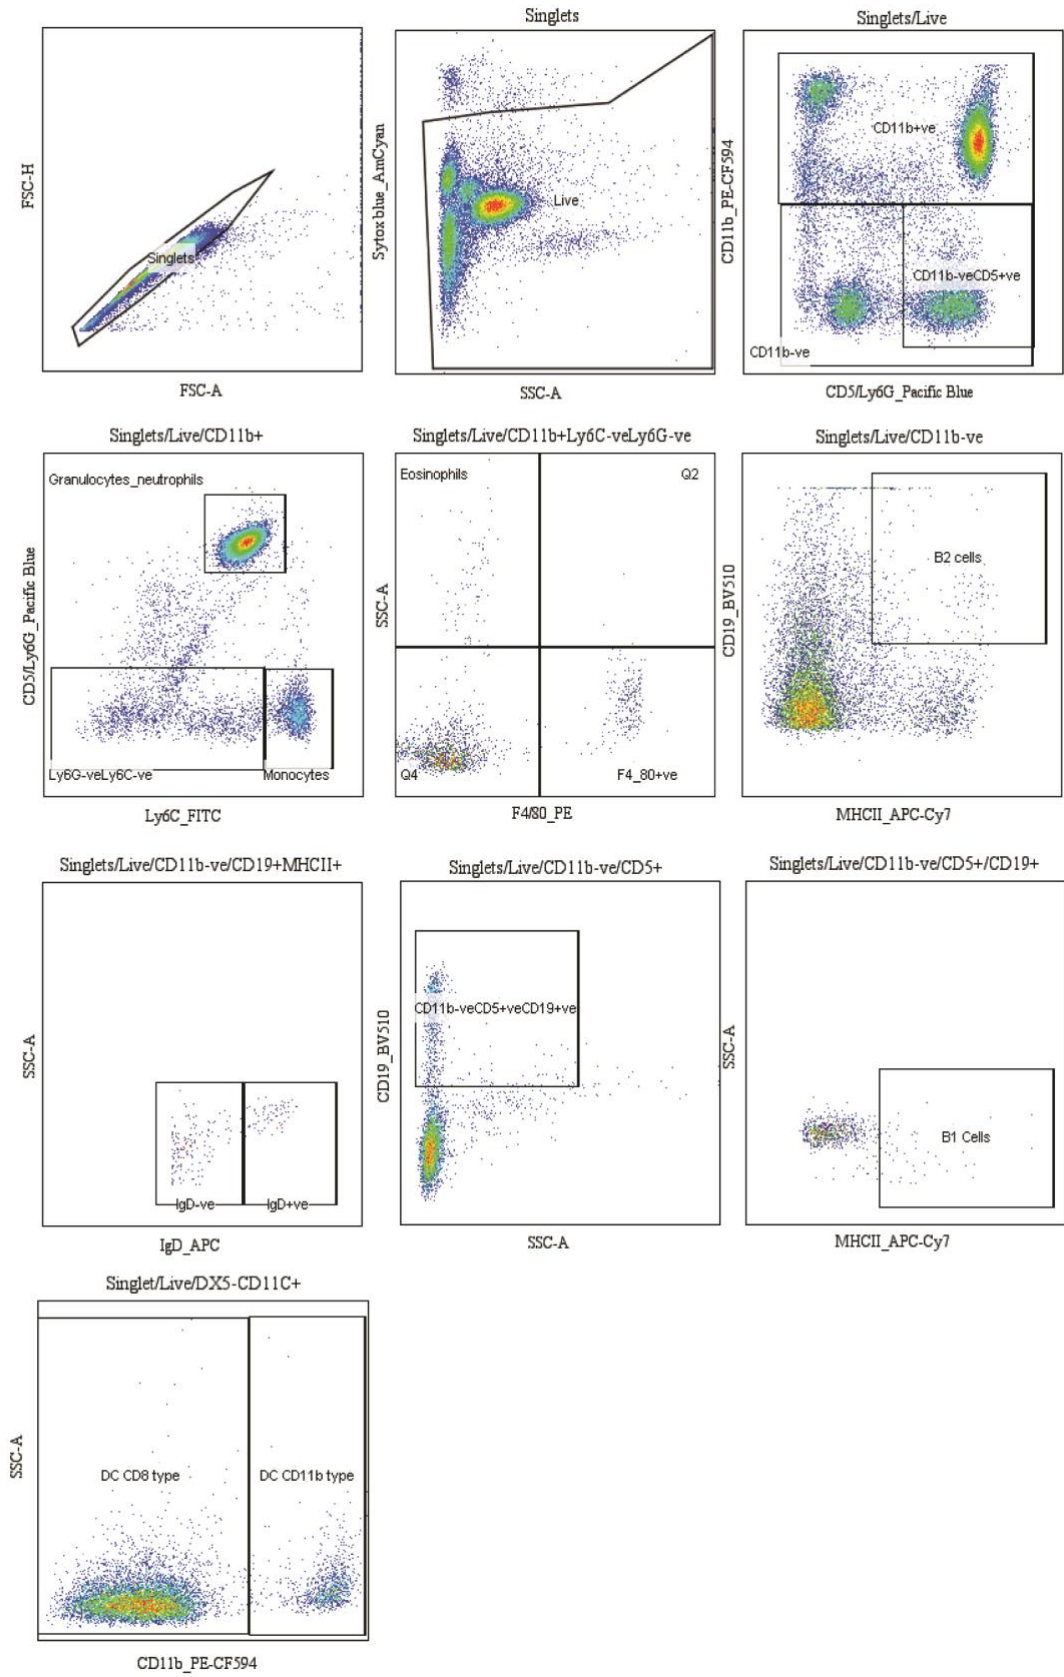 Singlets
Singlets/Live
FSC-H
Singlets
FSC-A
Sytox blue_AmCyan
Live
SSC-A
CD11b_PE-CF594
CD11b+ve
CD11b-veCD5+ve
CD11b-ve
CD5/Ly6G_Pacific Blue
Singlets/Live/CD11b+
Singlets/Live/CD11b+Ly6C-veLy6G-ve
Singlets/Live/CD11b-ve
CD5/Ly6G_Pacific Blue
Granulocytes_neutrophils
Ly6G-veLy6C-ve
Monocytes
Ly6C_FITC
SSC-A
Eosinophils
Q2
Q4
F4_80+ve
F4/80_PE
CD19_BV510
B2 cells
MHCII_APC-Cy7
Singlets/Live/CD11b-ve/CD19+MHCII+
Singlets/Live/CD11b-ve/CD5+
Singlets/Live/CD11b-ve/CD5+/CD19+
SSC-A
IgD-ve
IgD+ve
IgD_APC
CD19_BV510
CD11b-veCD5+veCD19+ve
SSC-A
SSC-A
B1 Cells
MHCII_APC-Cy7
Singlet/Live/DX5-CD11C+
SSC-A
DC CD8 type
DC CD11b type
CD11b_PE-CF594